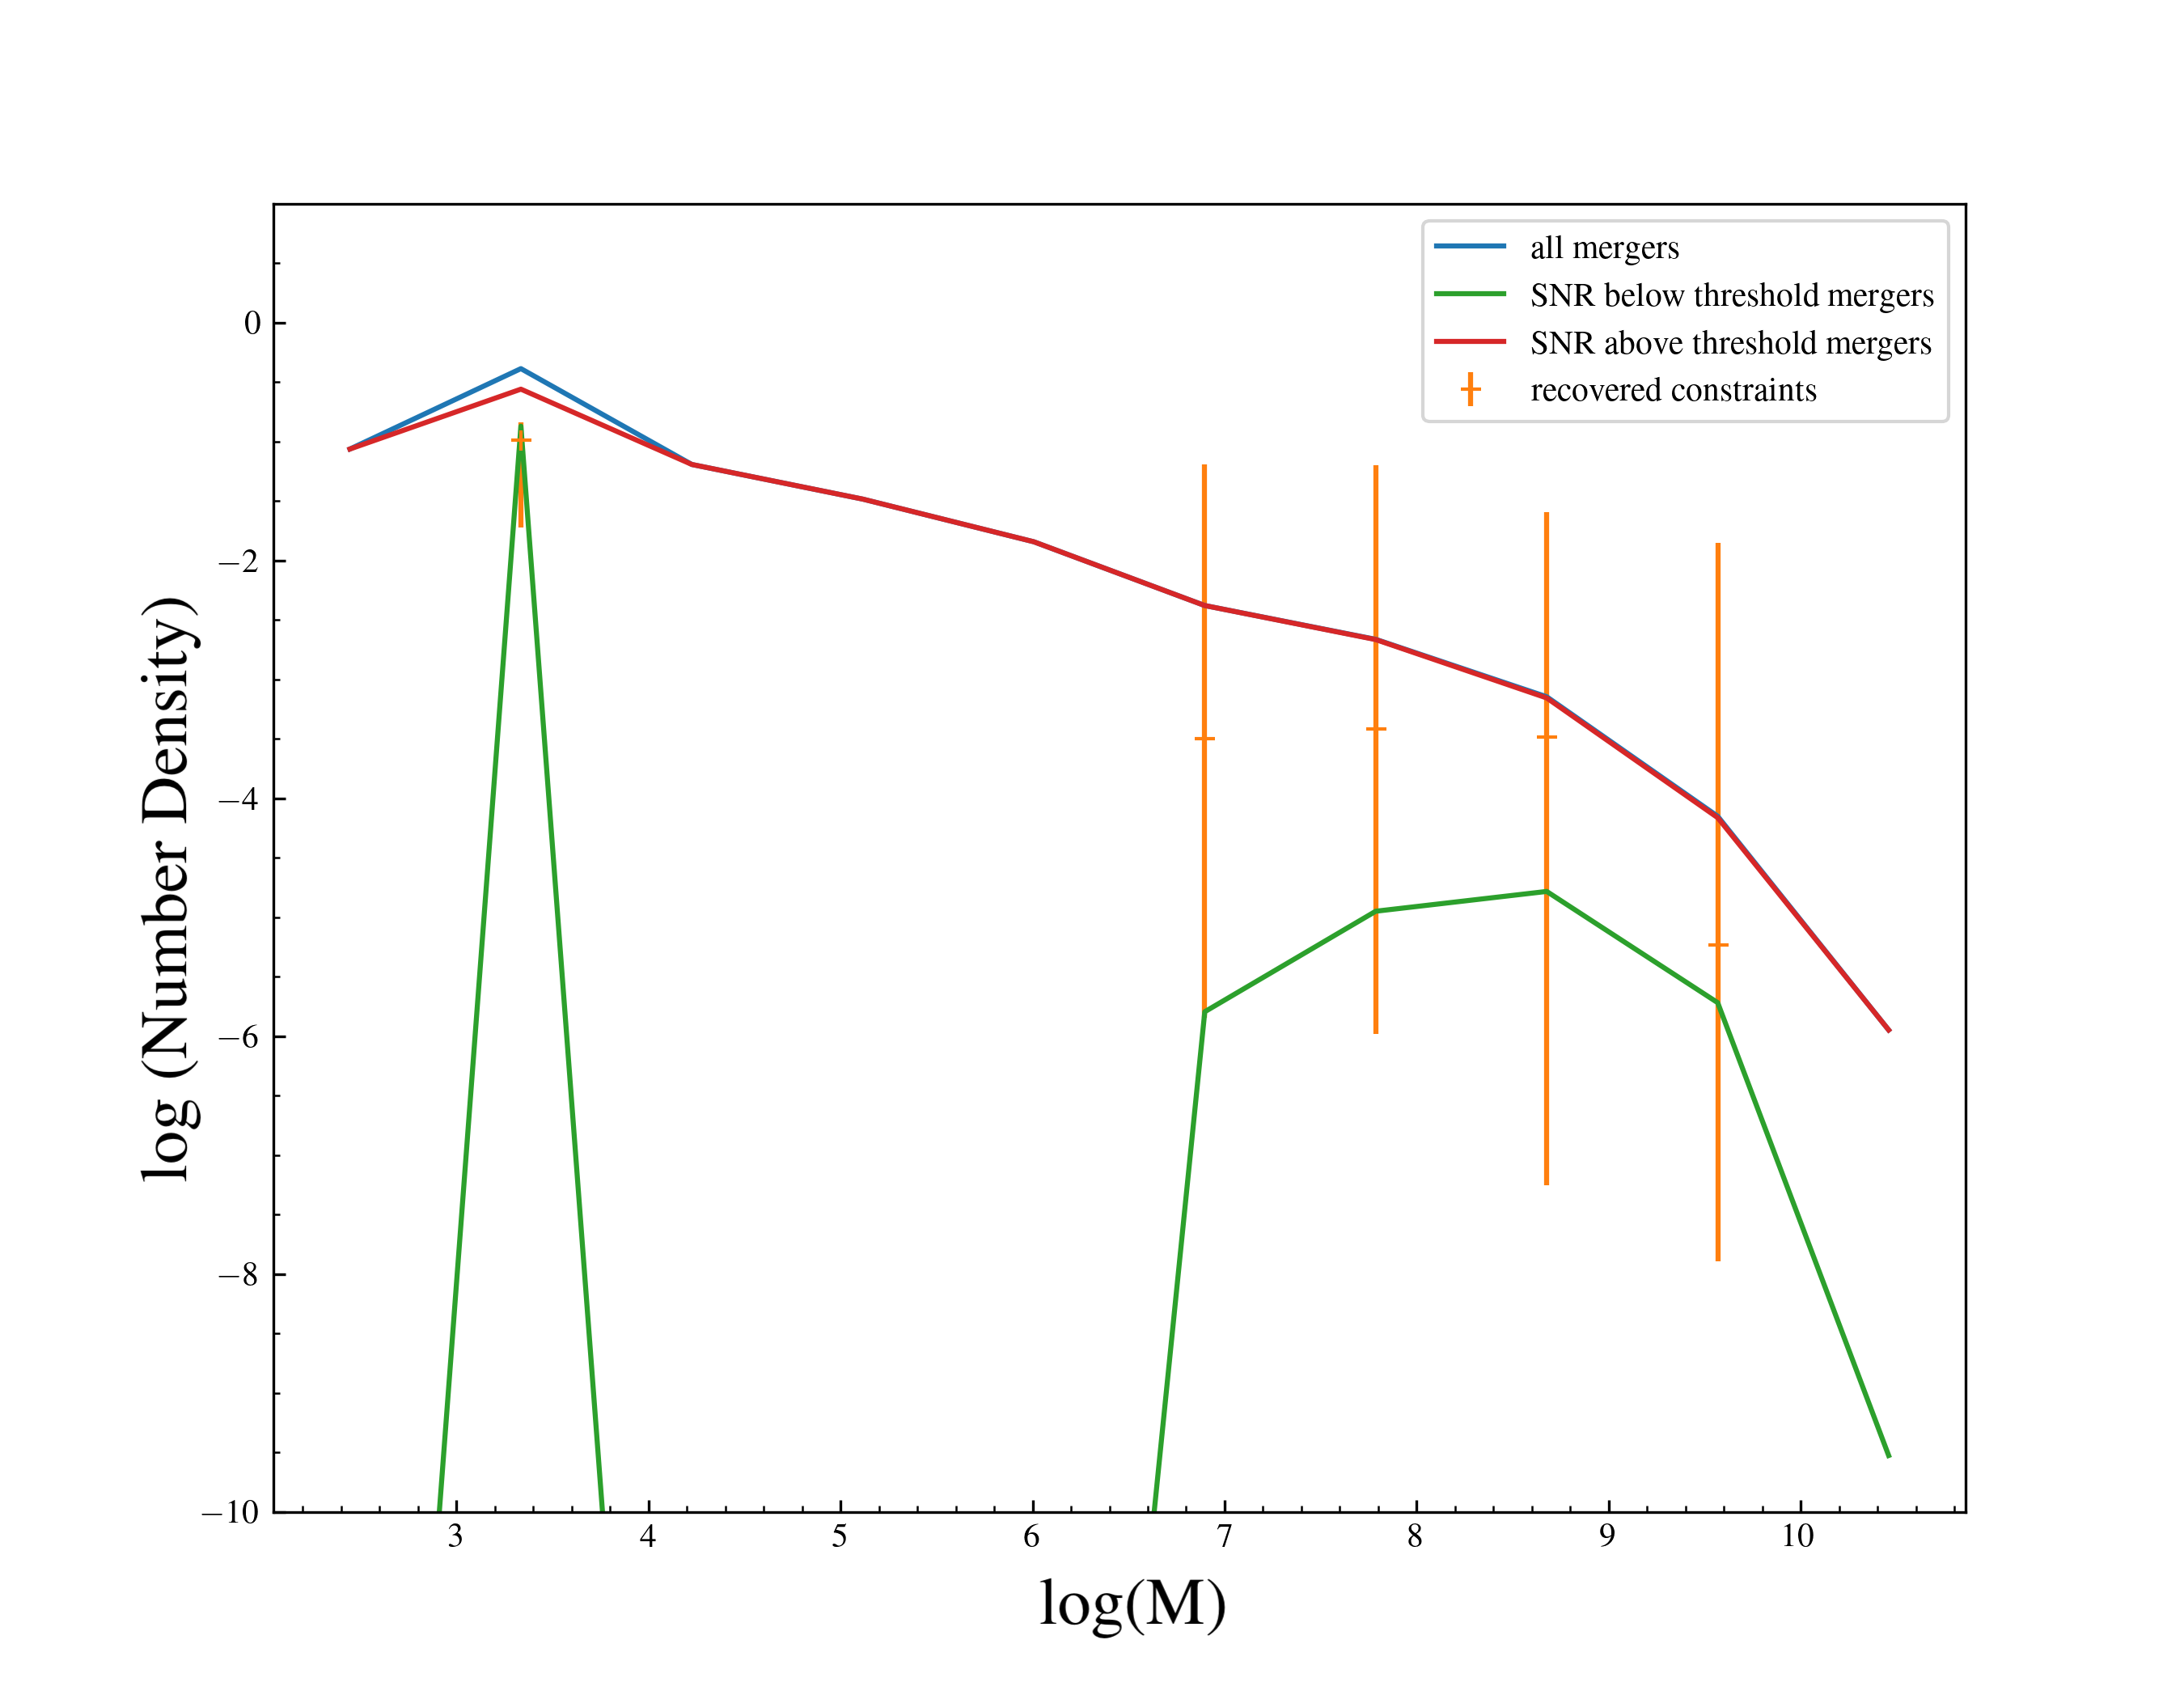 all mergers
SNR below threshold mergers
SNR above threshold mergers
recovered constraints
0
−2
−4
−6
−8
−10
log (Number Density)
3 4 5 6 7 8 9 10
log(M)